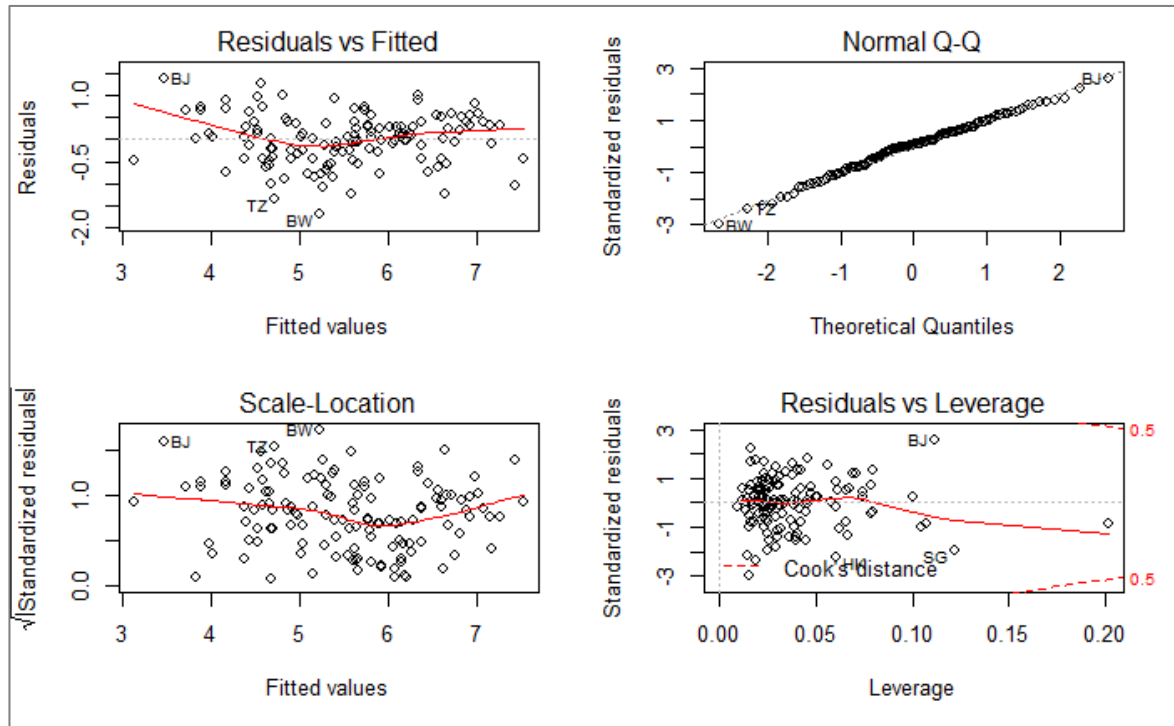 Residuals vs Fitted
Residuals
1.0
-0.5
-2.0
BJ
TZ
BW
3 4 5 6 7
Fitted values
Normal Q-Q
Standardized residuals
3
1
-1
-3
BJ
TZ
BW
-2 -1 0 1 2
Theoretical Quantiles
Scale-Location
√|Standardized residuals|
1.0
0.0
BJ
TZ
BW
3 4 5 6 7
Fitted values
Residuals vs Leverage
Standardized residuals
3
1
-1
-3
BJ
HK
SG
Cook's distance
0.5
0.5
0.00 0.05 0.10 0.15 0.20
Leverage